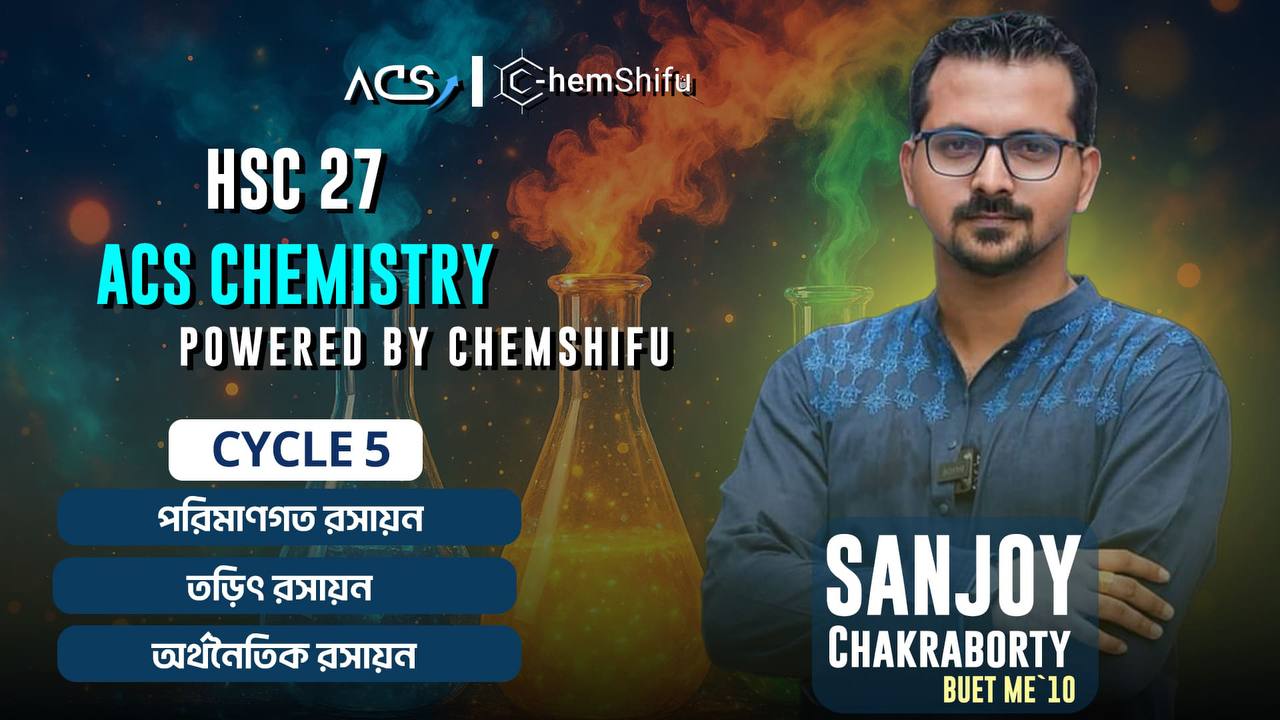 ACS | ChemShifu
HSC 27
ACS CHEMISTRY
POWERED BY CHEMSHIFU
CYCLE 5
পরিমাণগত রসায়ন
তড়িৎ রসায়ন
অর্থনৈতিক রসায়ন
SANJOY
CHAKRABORTY
BUET ME`10